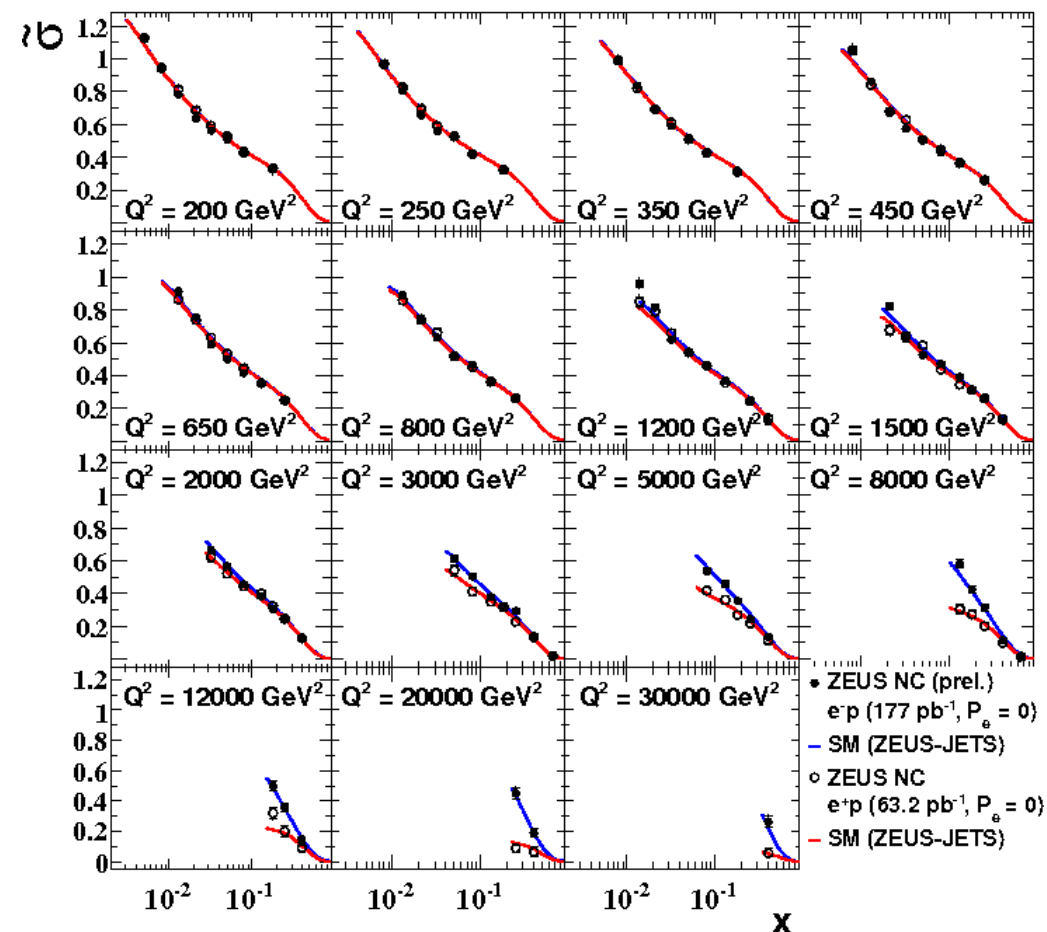 σ̃
1.2
1
0.8
0.6
0.4
0.2
Q² = 200 GeV²
Q² = 250 GeV²
Q² = 350 GeV²
Q² = 450 GeV²
1.2
1
0.8
0.6
0.4
0.2
Q² = 650 GeV²
Q² = 800 GeV²
Q² = 1200 GeV²
Q² = 1500 GeV²
1.2
1
0.8
0.6
0.4
0.2
Q² = 2000 GeV²
Q² = 3000 GeV²
Q² = 5000 GeV²
Q² = 8000 GeV²
1.2
1
0.8
0.6
0.4
0.2
0
Q² = 12000 GeV²
Q² = 20000 GeV²
Q² = 30000 GeV²
ZEUS NC (prel.)
e⁻p (177 pb⁻¹, Pₑ = 0)
SM (ZEUS-JETS)
ZEUS NC
e⁺p (63.2 pb⁻¹, Pₑ = 0)
SM (ZEUS-JETS)
10⁻² 10⁻¹ 10⁻² 10⁻¹ 10⁻² 10⁻¹
x